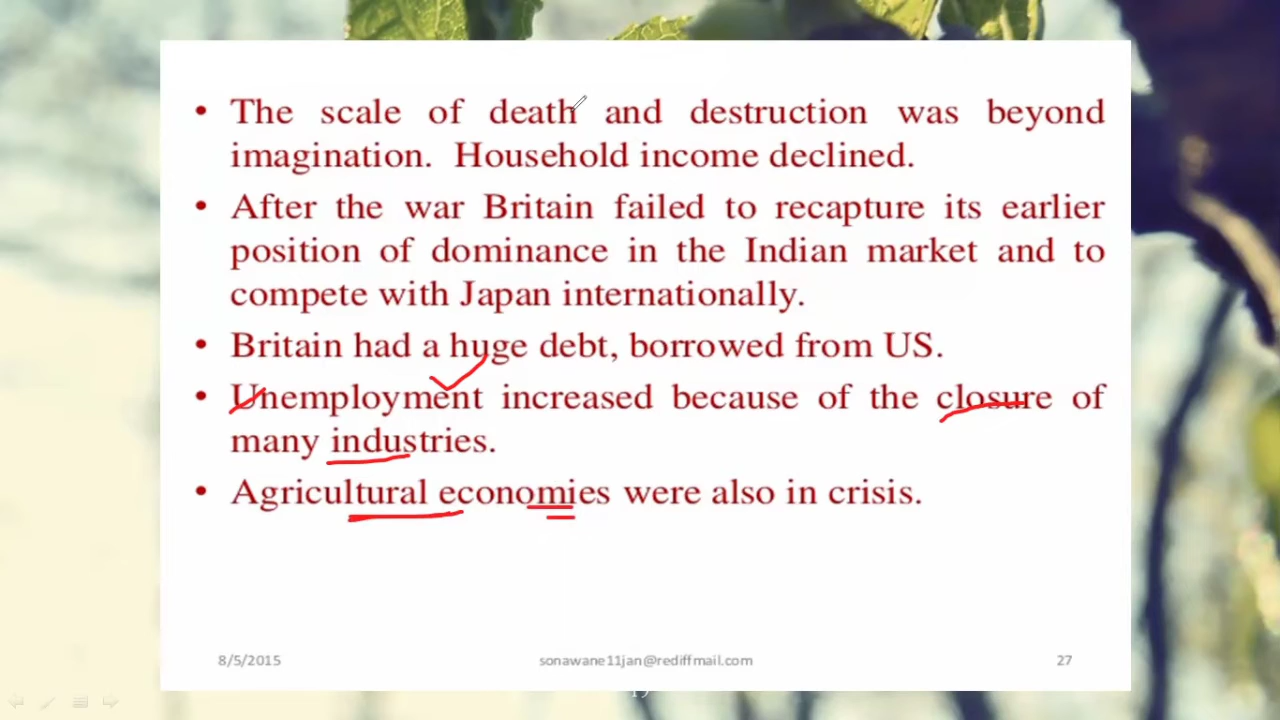 • The scale of death and destruction was beyond
imagination. Household income declined.
• After the war Britain failed to recapture its earlier
position of dominance in the Indian market and to
compete with Japan internationally.
• Britain had a huge debt, borrowed from US.
• Unemployment increased because of the closure of
many industries.
• Agricultural economies were also in crisis.
8/5/2015 sonawane11jan@rediffmail.com 27